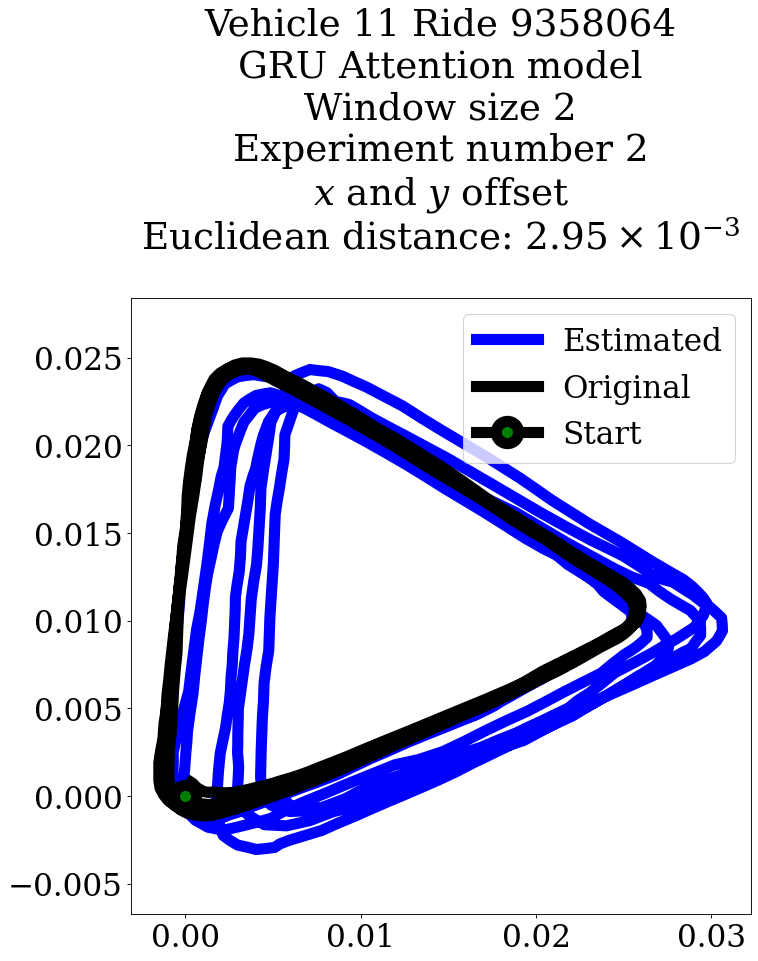 Vehicle 11 Ride 9358064
GRU Attention model
Window size 2
Experiment number 2
x and y offset
Euclidean distance: 2.95 × 10⁻³
Estimated
Original
Start
0.025
0.020
0.015
0.010
0.005
0.000
−0.005
0.00 0.01 0.02 0.03